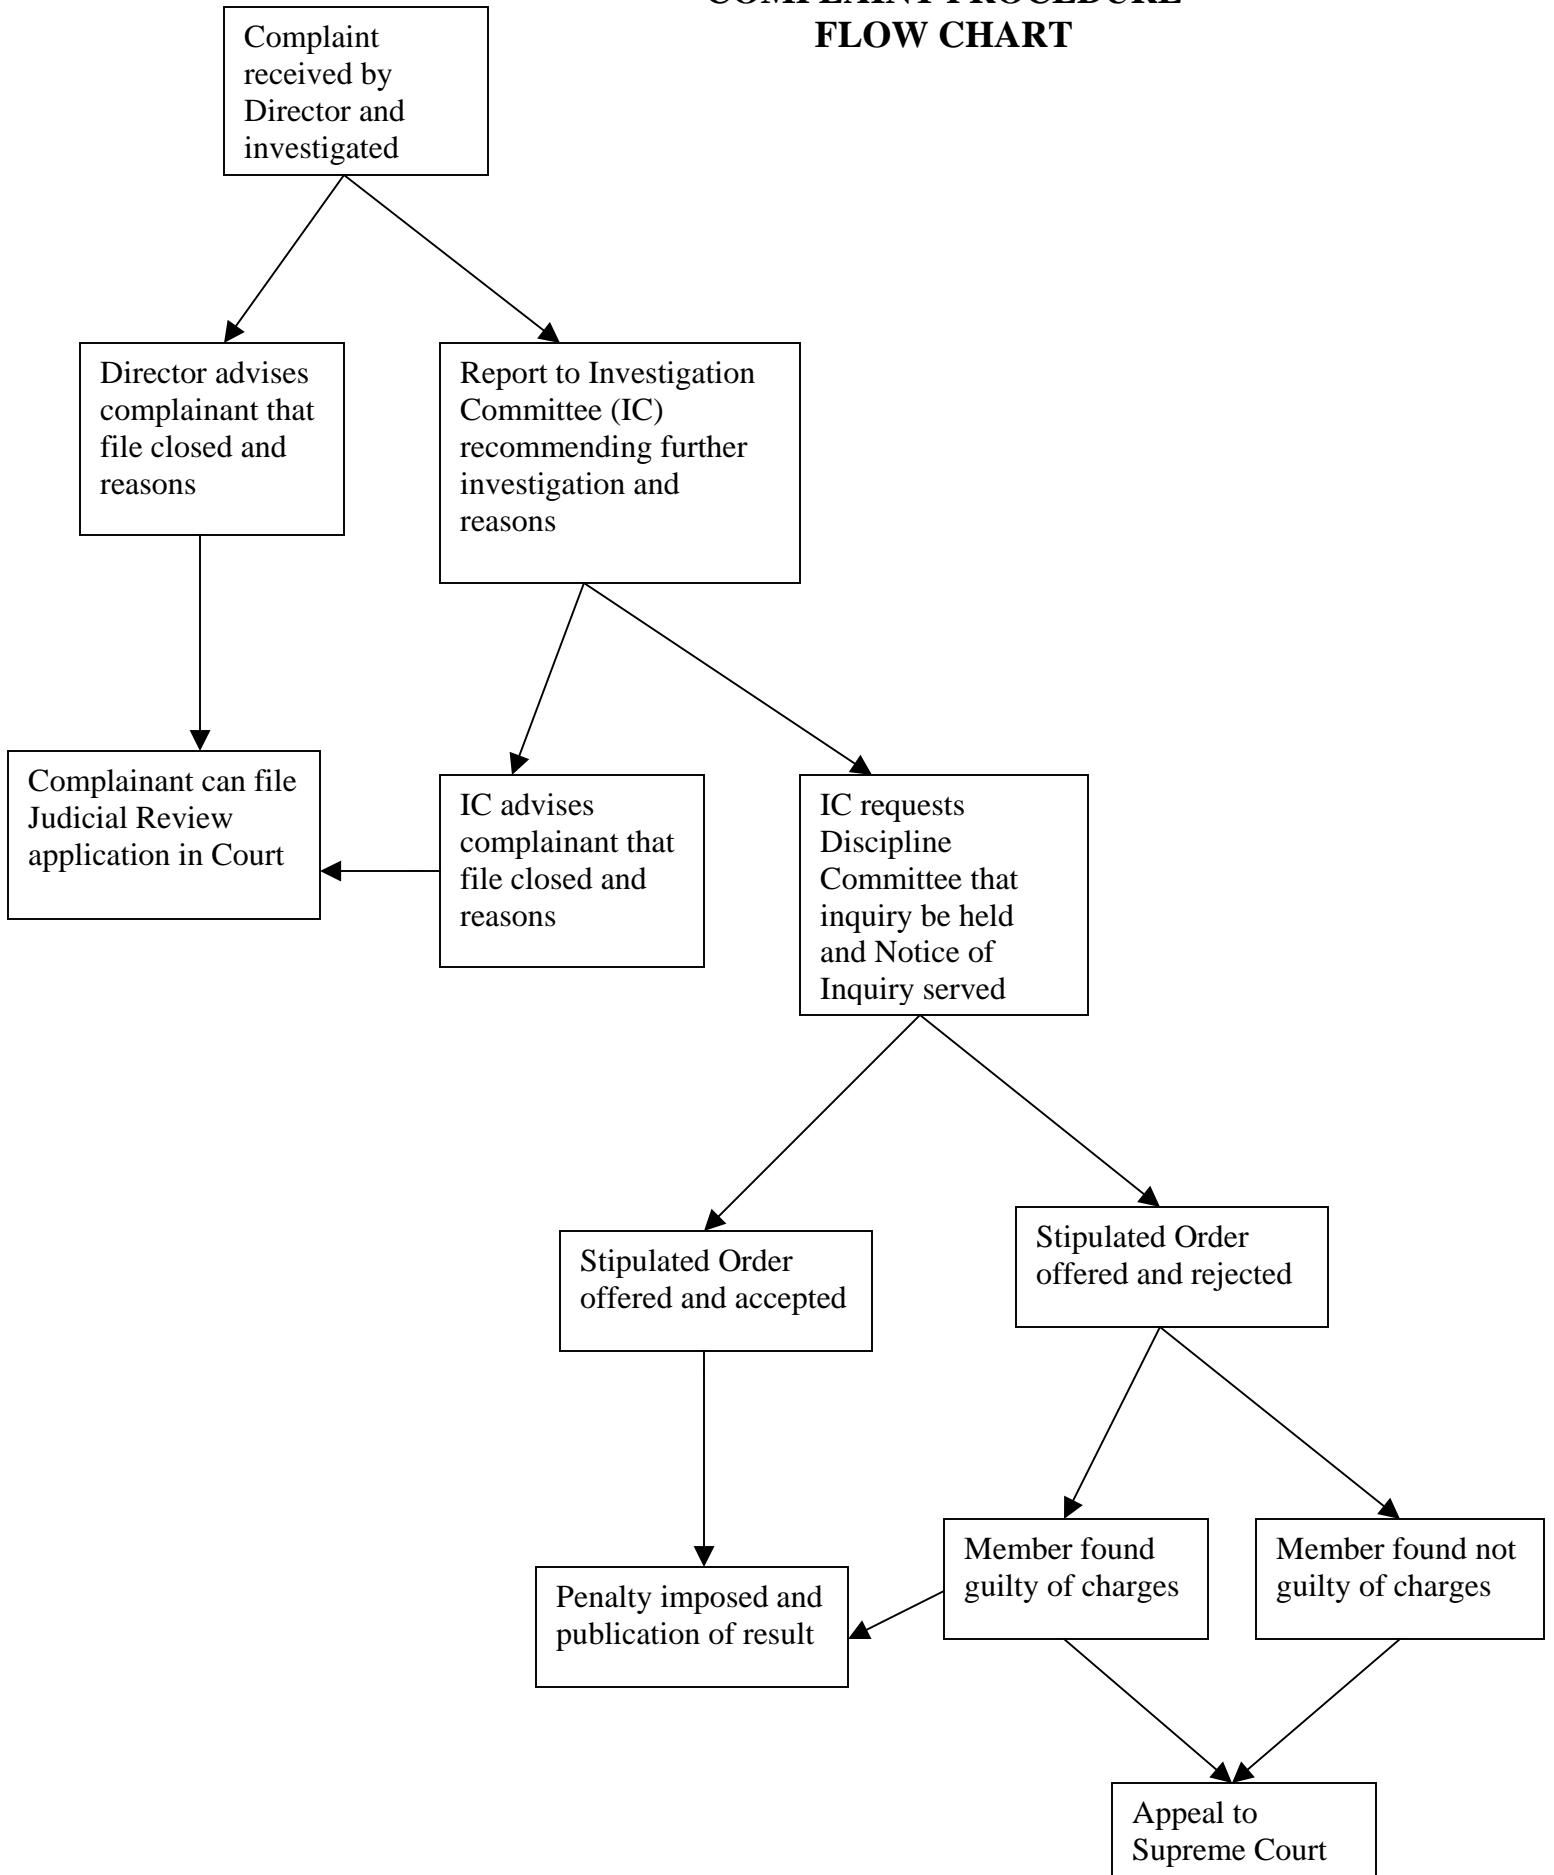 COMPLAINT PROCEDURE
FLOW CHART
Complaint
received by
Director and
investigated
Director advises
complainant that
file closed and
reasons
Report to Investigation
Committee (IC)
recommending further
investigation and
reasons
Complainant can file
Judicial Review
application in Court
IC advises
complainant that
file closed and
reasons
IC requests
Discipline
Committee that
inquiry be held
and Notice of
Inquiry served
Stipulated Order
offered and accepted
Stipulated Order
offered and rejected
Penalty imposed and
publication of result
Member found
guilty of charges
Member found not
guilty of charges
Appeal to
Supreme Court